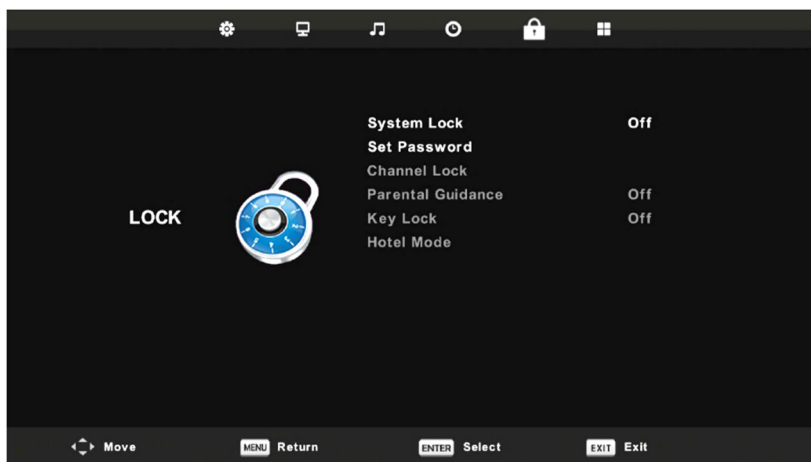 System Lock Off
Set Password
Channel Lock
Parental Guidance Off
LOCK
Key Lock Off
Hotel Mode
Move MENU Return ENTER Select EXIT Exit